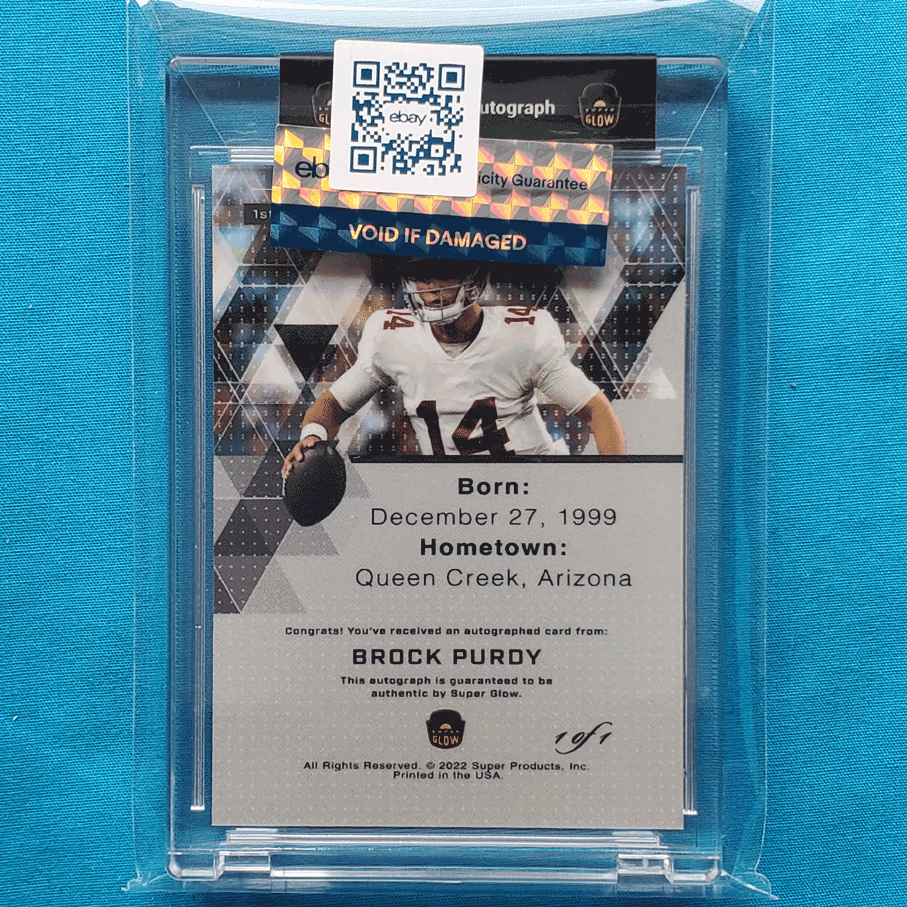 ebay
utograph
SUPER
GLOW
eb
icity Guarantee
1st
VOID IF DAMAGED
14
14
14
Born:
December 27, 1999
Hometown:
Queen Creek, Arizona
Congrats! You've received an autographed card from:
BROCK PURDY
This autograph is guaranteed to be
authentic by Super Glow.
SUPER
GLOW
1 of 1
All Rights Reserved. © 2022 Super Products, Inc.
Printed in the USA.